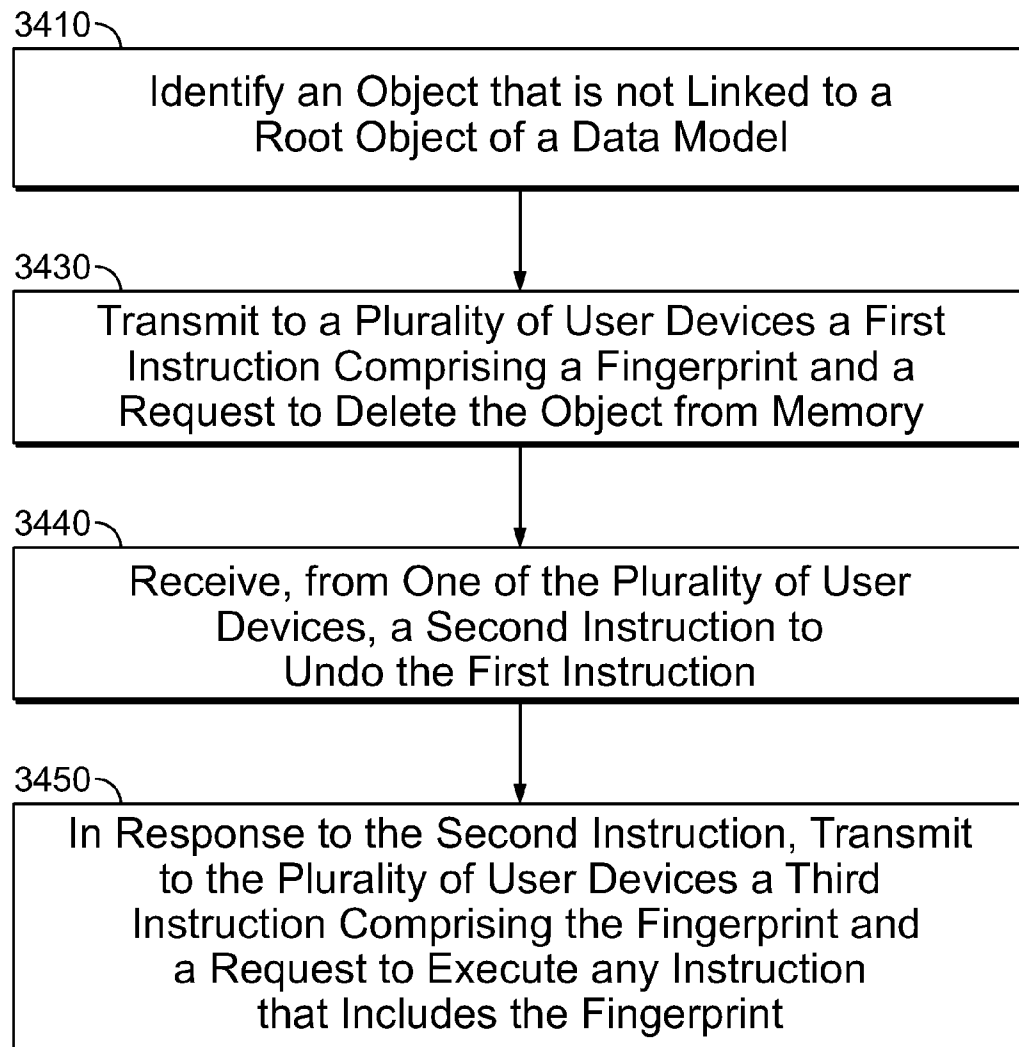 3410
Identify an Object that is not Linked to a
Root Object of a Data Model
3430
Transmit to a Plurality of User Devices a First
Instruction Comprising a Fingerprint and a
Request to Delete the Object from Memory
3440
Receive, from One of the Plurality of User
Devices, a Second Instruction to
Undo the First Instruction
3450
In Response to the Second Instruction, Transmit
to the Plurality of User Devices a Third
Instruction Comprising the Fingerprint and
a Request to Execute any Instruction
that Includes the Fingerprint